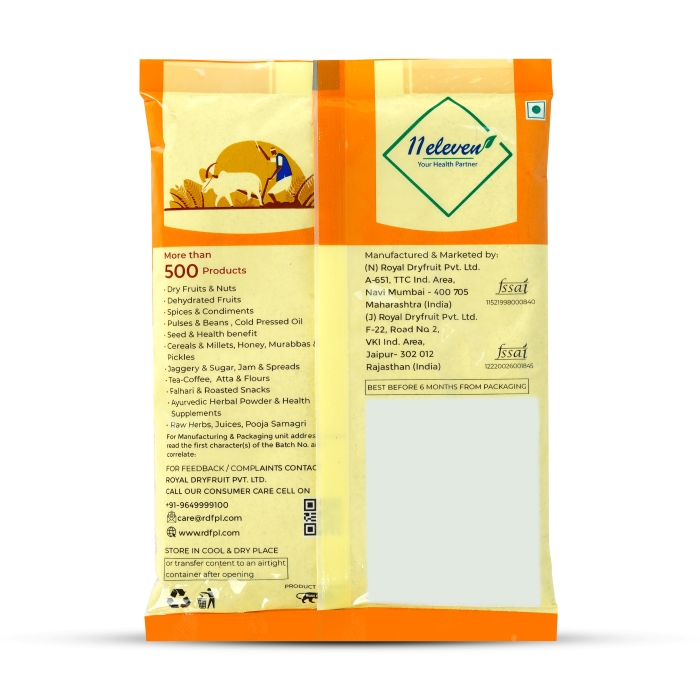 11 eleven
Your Health Partner
More than
500 Products
· Dry Fruits & Nuts
· Dehydrated Fruits
· Spices & Condiments
· Pulses & Beans , Cold Pressed Oil
· Seed & Health benefit
· Cereals & Millets, Honey, Murabbas &
Pickles
· Jaggery & Sugar, Jam & Spreads
· Tea-Coffee, Atta & Flours
· Falhari & Roasted Snacks
· Ayurvedic Herbal Powder & Health
Supplements
· Raw Herbs, Juices, Pooja Samagri
For Manufacturing & Packaging unit
read the first character(s) of the Batch No.
correlate:
FOR FEEDBACK / COMPLAINTS
ROYAL DRYFRUIT PVT. LTD.
CALL OUR CONSUMER CARE CELL ON
+91-9649999100
care@rdfpl.com
www.rdfpl.com
STORE IN COOL & DRY PLACE
or transfer content to an airtight
container after opening
PRODUCT
Manufactured & Marketed by:
(N) Royal Dryfruit Pvt. Ltd.
A-651, TTC Ind. Area,
Navi Mumbai - 400 705
Maharashtra (India)
(J) Royal Dryfruit Pvt. Ltd.
F-22, Road No. 2,
VKI Ind. Area,
Jaipur- 302 012
Rajasthan (India)
fssai
11521998000840
fssai
12220026001845
BEST BEFORE 6 MONTHS FROM PACKAGING